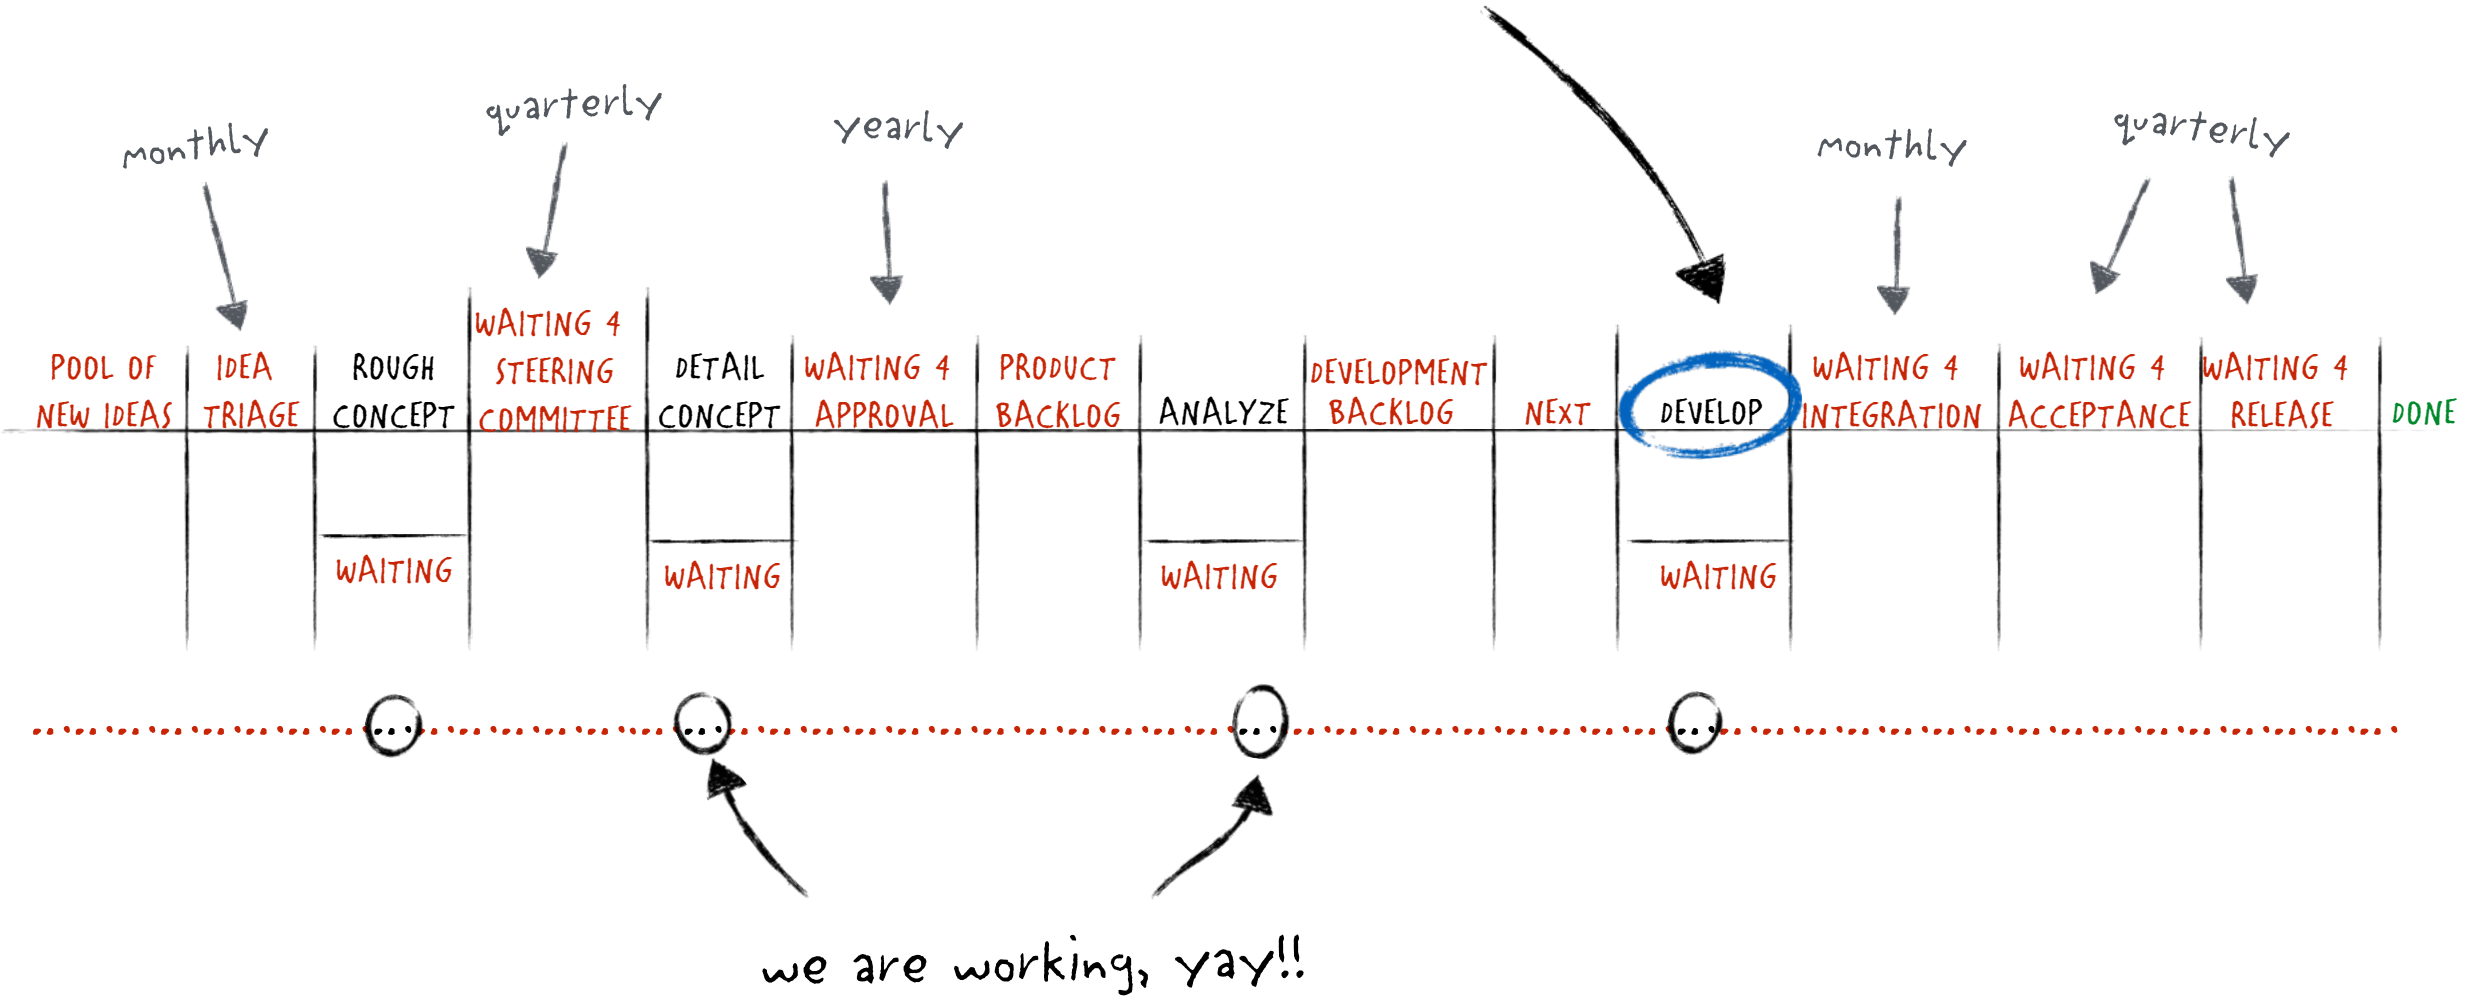 monthly
quarterly
yearly
monthly
quarterly
POOL OF
NEW IDEAS
IDEA
TRIAGE
ROUGH
CONCEPT
WAITING 4
STEERING
COMMITTEE
DETAIL
CONCEPT
WAITING 4
APPROVAL
PRODUCT
BACKLOG
ANALYZE
DEVELOPMENT
BACKLOG
NEXT
DEVELOP
WAITING 4
INTEGRATION
WAITING 4
ACCEPTANCE
WAITING 4
RELEASE
DONE
WAITING
WAITING
WAITING
WAITING
we are working, yay!!